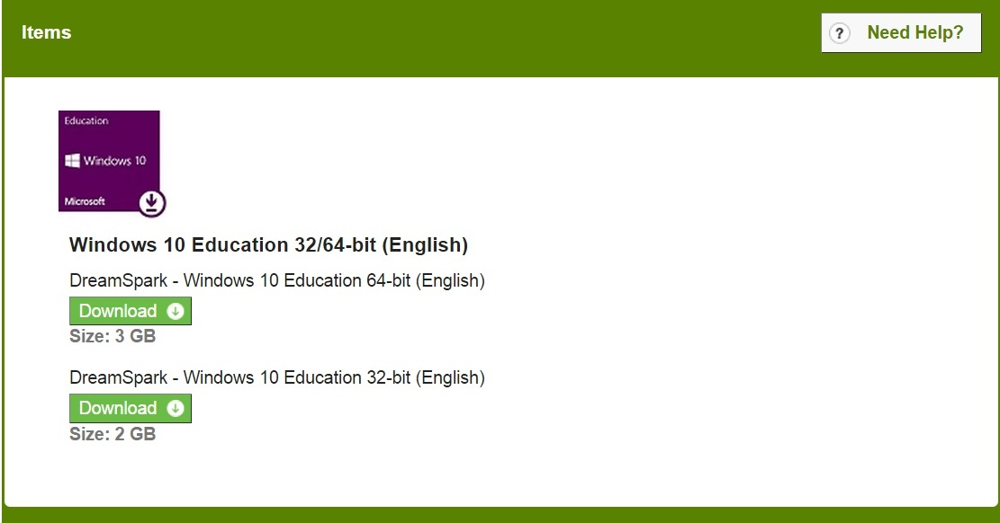 Items
? Need Help?
Education
Windows 10
Microsoft
Windows 10 Education 32/64-bit (English)
DreamSpark - Windows 10 Education 64-bit (English)
Download
Size: 3 GB
DreamSpark - Windows 10 Education 32-bit (English)
Download
Size: 2 GB